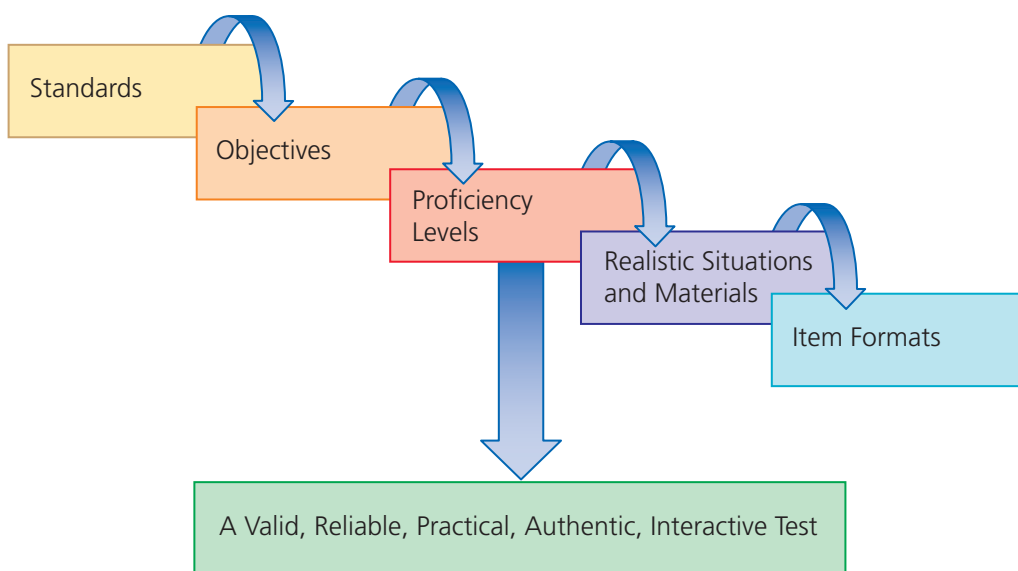 Standards
Objectives
Proficiency
Levels
Realistic Situations
and Materials
Item Formats
A Valid, Reliable, Practical, Authentic, Interactive Test